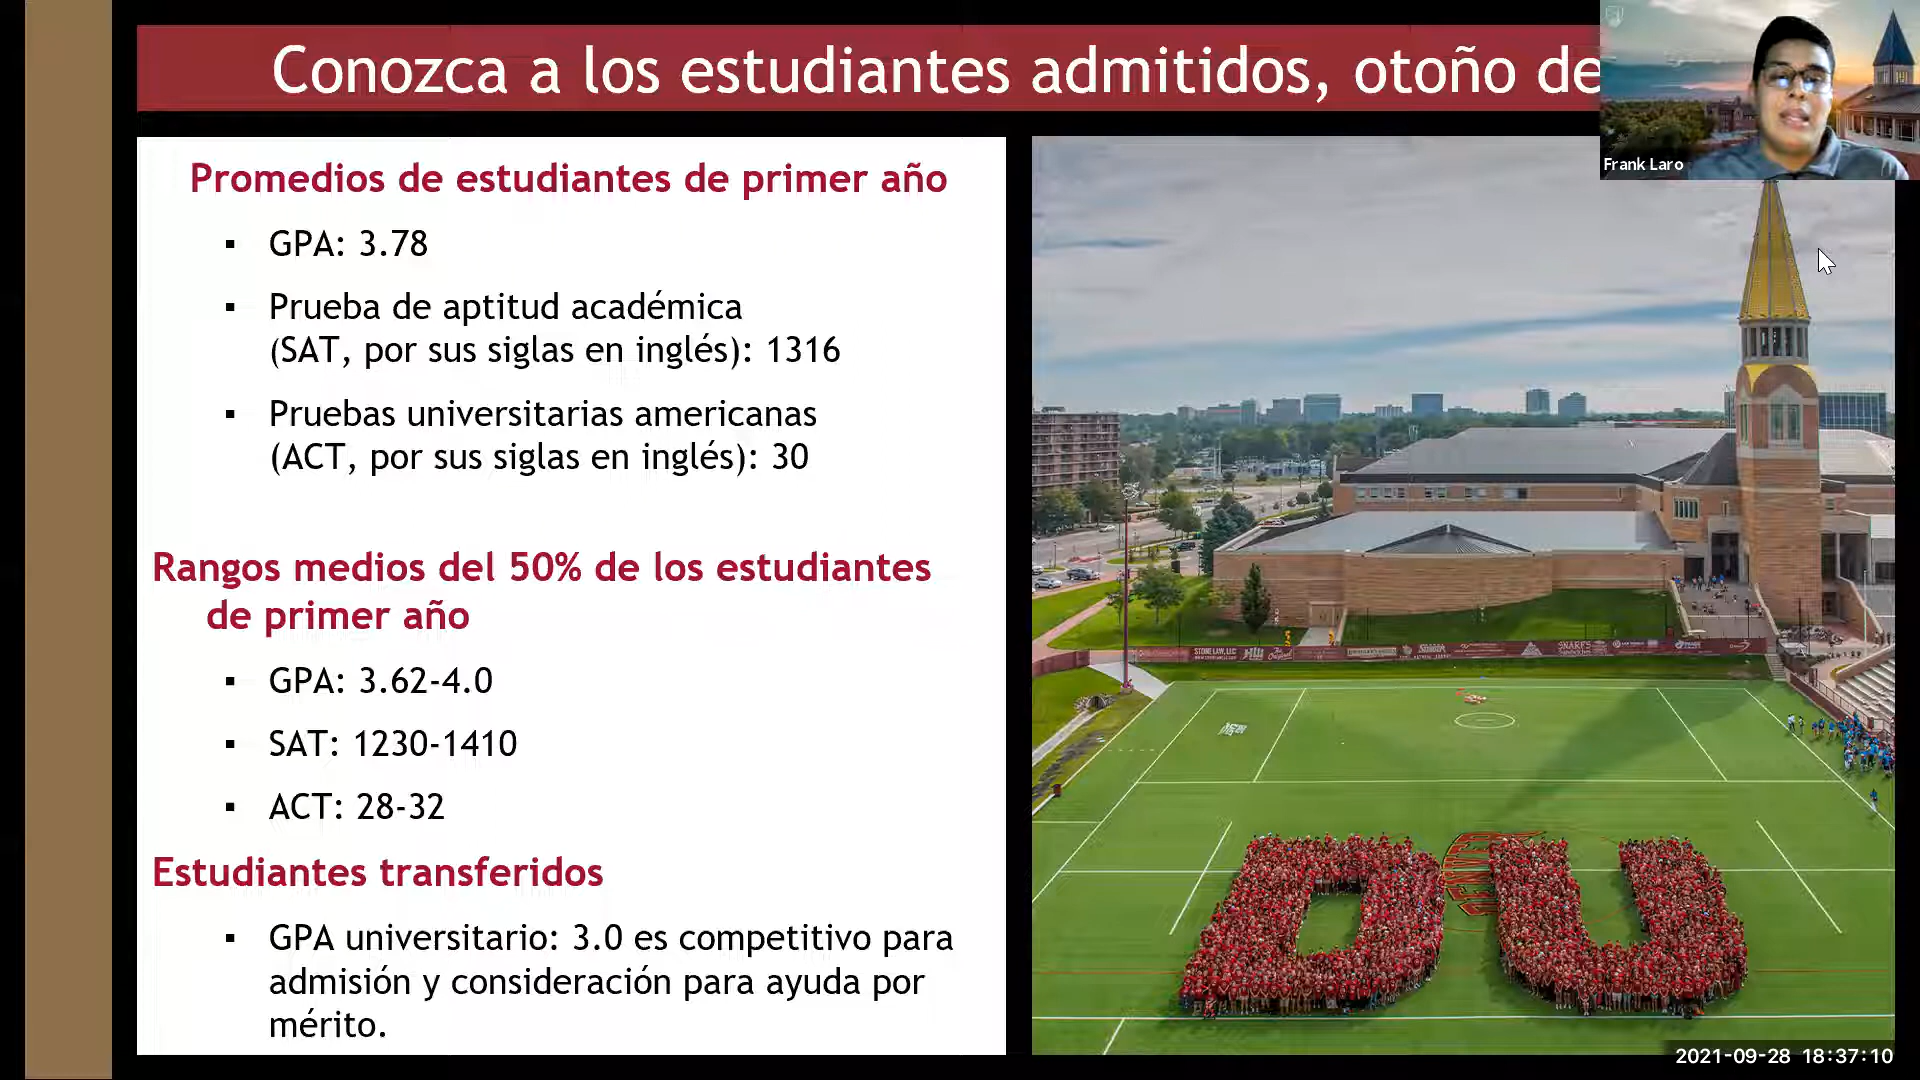 Conozca a los estudiantes admitidos, otoño de
Frank Laro
Promedios de estudiantes de primer año
▪ GPA: 3.78
▪ Prueba de aptitud académica
(SAT, por sus siglas en inglés): 1316
▪ Pruebas universitarias americanas
(ACT, por sus siglas en inglés): 30
Rangos medios del 50% de los estudiantes
de primer año
▪ GPA: 3.62-4.0
▪ SAT: 1230-1410
▪ ACT: 28-32
Estudiantes transferidos
▪ GPA universitario: 3.0 es competitivo para
admisión y consideración para ayuda por
mérito.
DU
2021-09-28 18:37:10